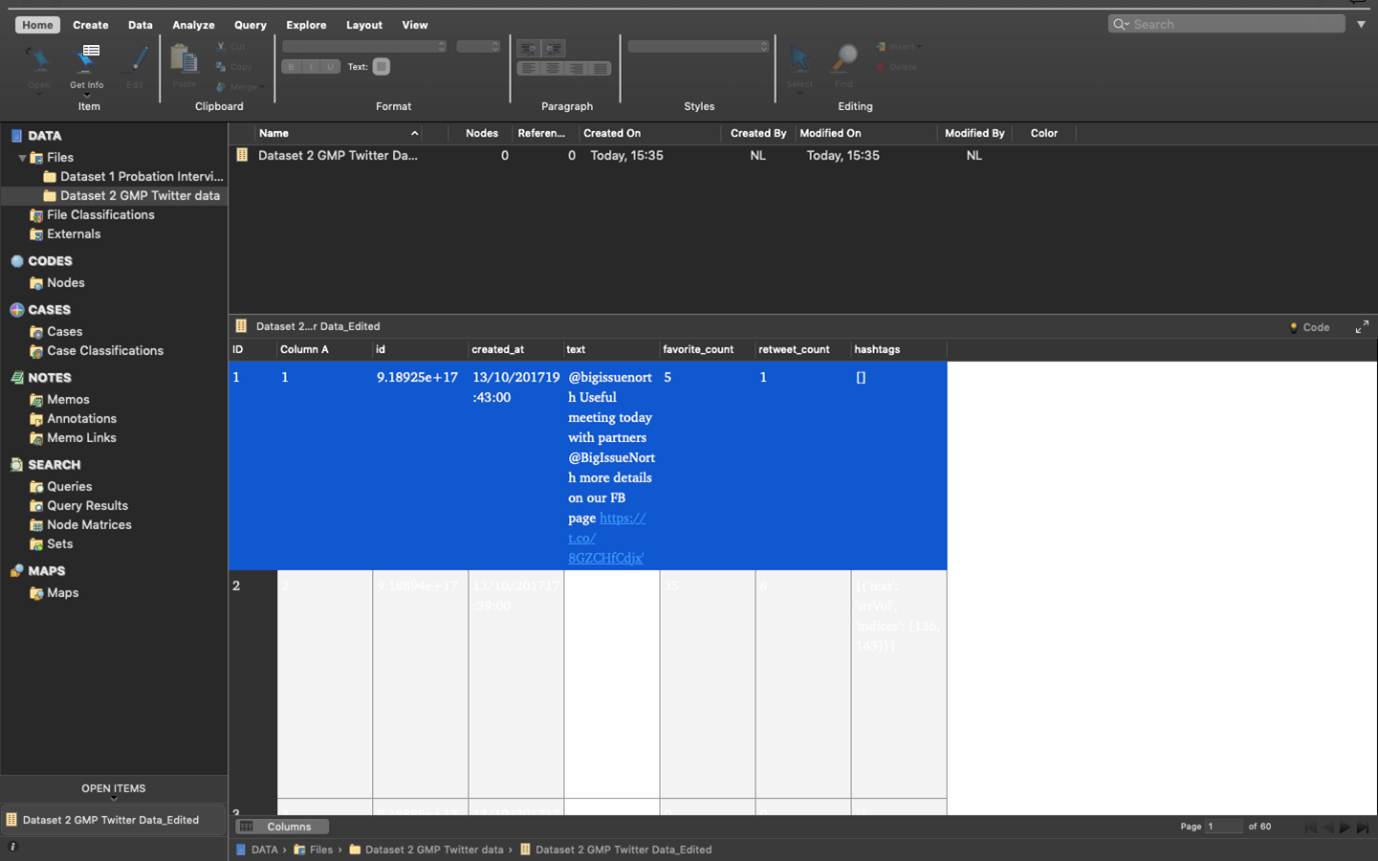 Home Create Data Analyze Query Explore Layout View
Search
Open Get Info Edit Paste Cut Copy Merge
B I U Text:
Select Find Insert Delete
Item Clipboard Format Paragraph Styles Editing
DATA
Files
Dataset 1 Probation Intervi...
Dataset 2 GMP Twitter data
File Classifications
Externals
CODES
Nodes
CASES
Cases
Case Classifications
NOTES
Memos
Annotations
Memo Links
SEARCH
Queries
Query Results
Node Matrices
Sets
MAPS
Maps
OPEN ITEMS
Dataset 2 GMP Twitter Data_Edited
Name Nodes Referen... Created On Created By Modified On Modified By Color
Dataset 2 GMP Twitter Da... 0 0 Today, 15:35 NL Today, 15:35 NL
Dataset 2...r Data_Edited
Code
ID Column A id created_at text favorite_count retweet_count hashtags
1 1 9.18925e+17 13/10/201719 @bigissuenort 5 1 []
:43:00 h Useful
meeting today
with partners
@BigIssueNort
h more details
on our FB
page https://
t.co/
8GZCHfCdjx'
2 2 9.18894e+17 13/10/201717 35 8 [{'text':
:39:00
'indices': [136,
143]}]
3
Columns
Page 1 of 60
DATA › Files › Dataset 2 GMP Twitter data › Dataset 2 GMP Twitter Data_Edited